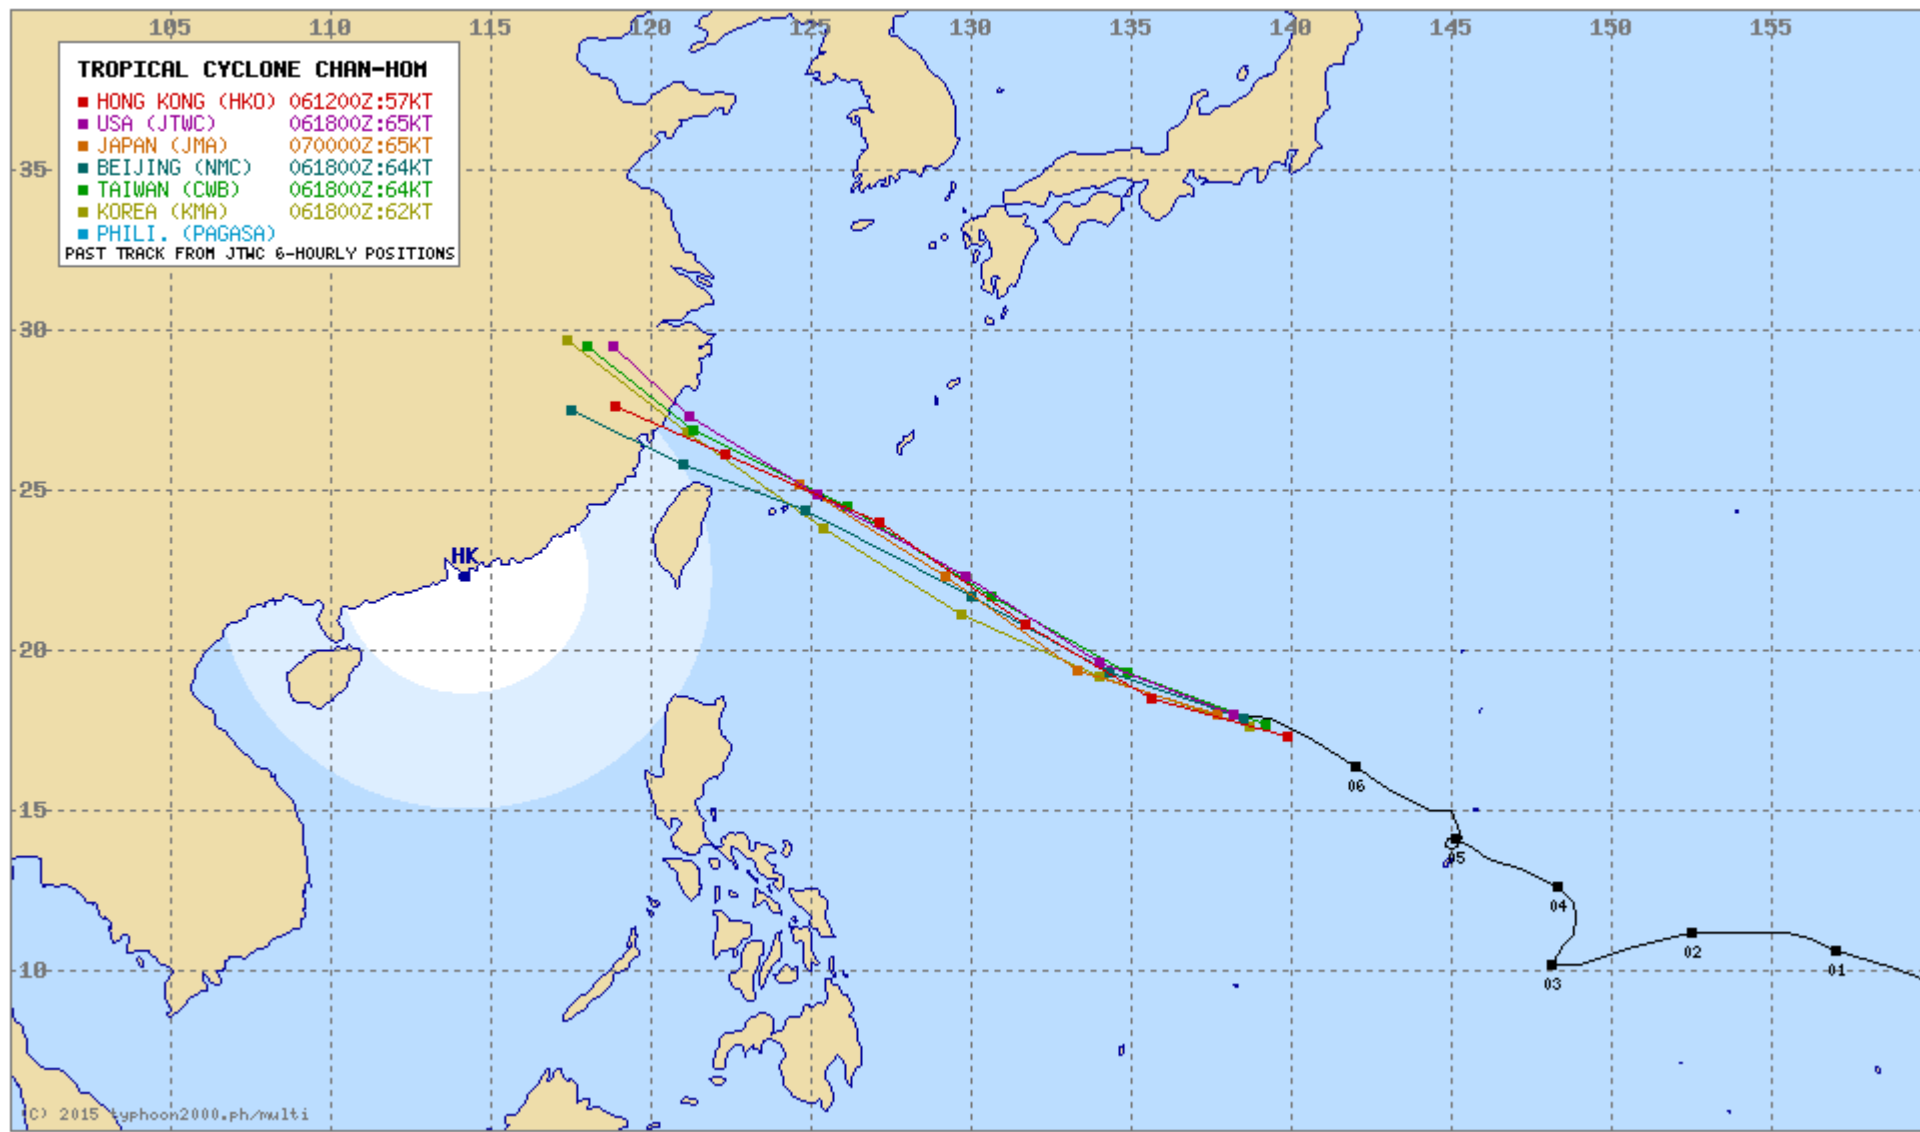 105 110 115 120 125 130 135 140 145 150 155
TROPICAL CYCLONE CHAN-HOM
HONG KONG (HKO) 061200Z:57KT
USA (JTWC) 061800Z:65KT
JAPAN (JMA) 070000Z:65KT
BEIJING (NMC) 061800Z:64KT
TAIWAN (CWB) 061800Z:64KT
KOREA (KMA) 061800Z:62KT
PHILI. (PAGASA)
PAST TRACK FROM JTWC 6-HOURLY POSITIONS
35
30
25
HK
20
15
06
05
04
02
10
01
03
(C) 2015 typhoon2000.ph/multi